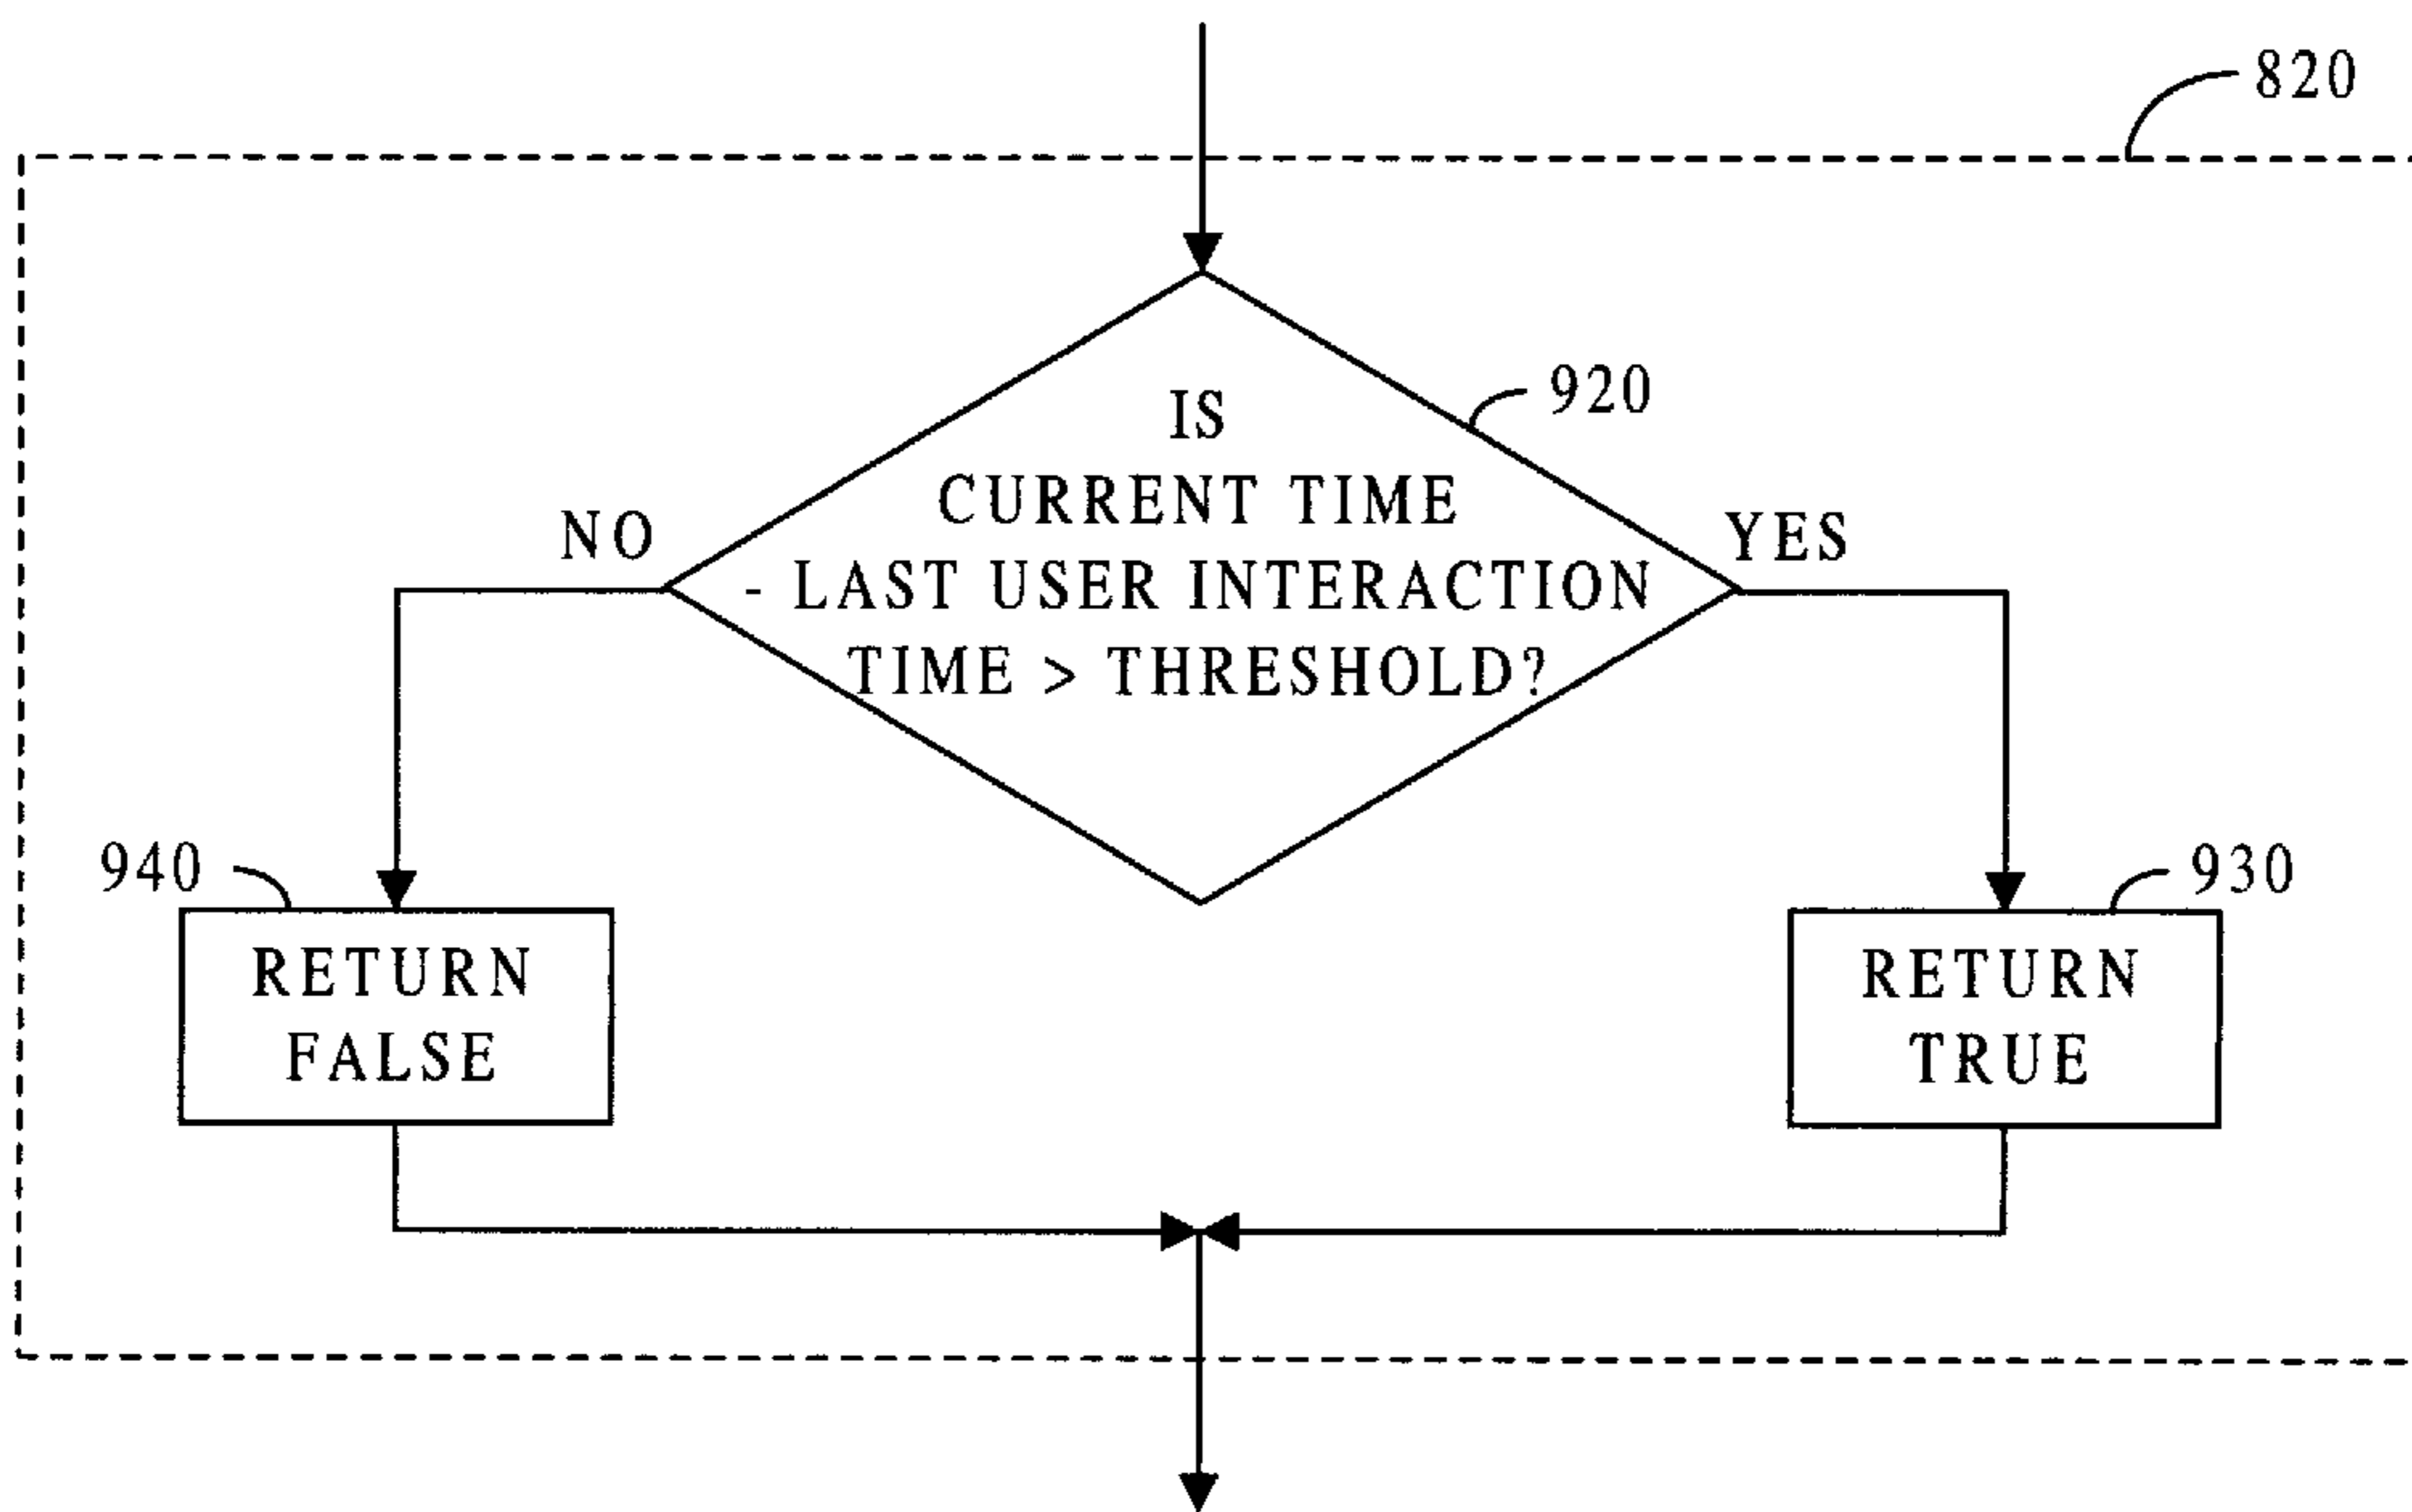 820
920
IS
CURRENT TIME
- LAST USER INTERACTION
TIME > THRESHOLD?
NO
YES
940
RETURN
FALSE
930
RETURN
TRUE